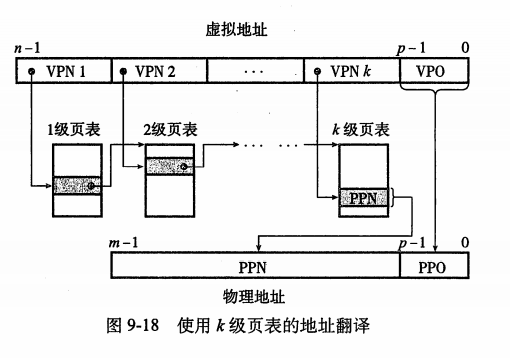 虚拟地址
n-1 p-1 0
VPN 1 VPN 2 ··· VPN k VPO
1级页表 2级页表 ··· ··· k 级页表
PPN
m-1 p-1 0
PPN PPO
物理地址
图 9-18 使用 k 级页表的地址翻译